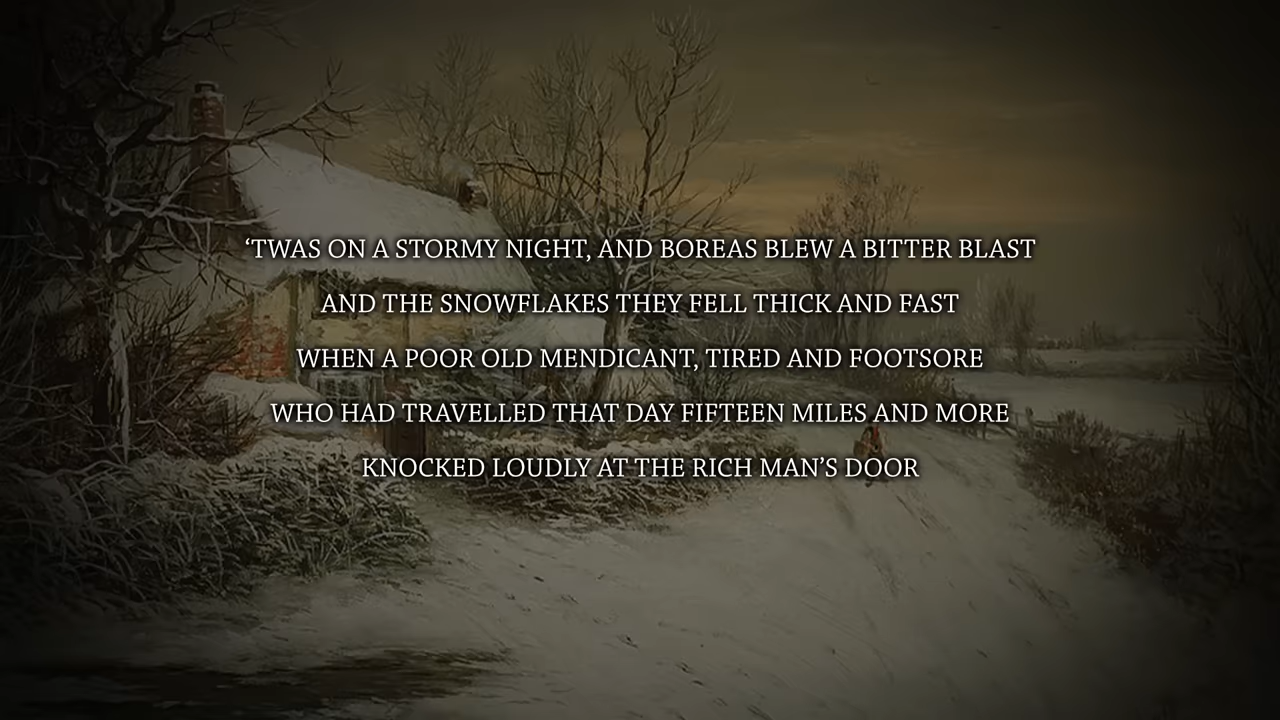 ‘TWAS ON A STORMY NIGHT, AND BOREAS BLEW A BITTER BLAST
AND THE SNOWFLAKES THEY FELL THICK AND FAST
WHEN A POOR OLD MENDICANT, TIRED AND FOOTSORE
WHO HAD TRAVELLED THAT DAY FIFTEEN MILES AND MORE
KNOCKED LOUDLY AT THE RICH MAN’S DOOR